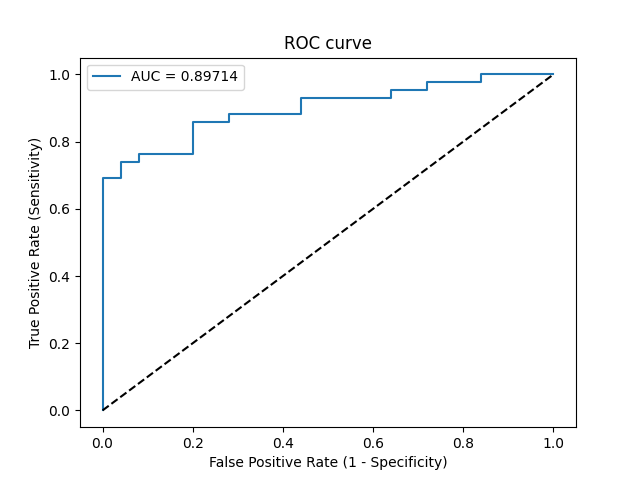 ROC curve
AUC = 0.89714
1.0
0.8
0.6
0.4
0.2
0.0
True Positive Rate (Sensitivity)
0.0 0.2 0.4 0.6 0.8 1.0
False Positive Rate (1 - Specificity)